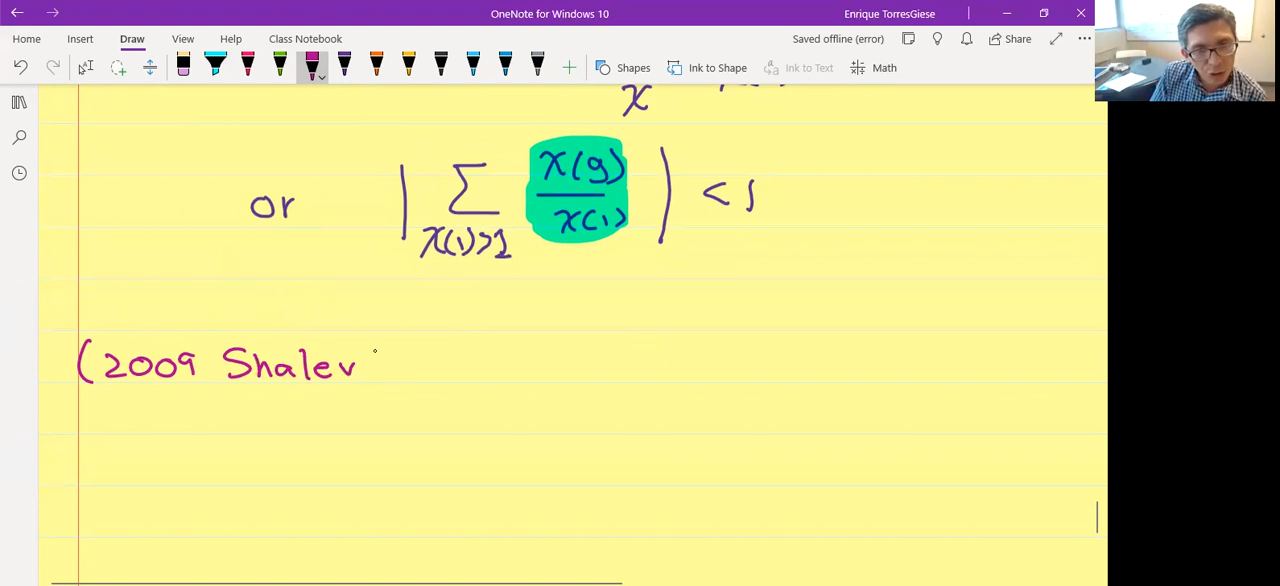 OneNote for Windows 10
Enrique TorresGiese
Home Insert Draw View Help Class Notebook
Saved offline (error) Share
Shapes Ink to Shape Ink to Text Math
χ
or | Σ χ(g) / χ(1) | < 1
χ(1)>1
(2009 Shalev